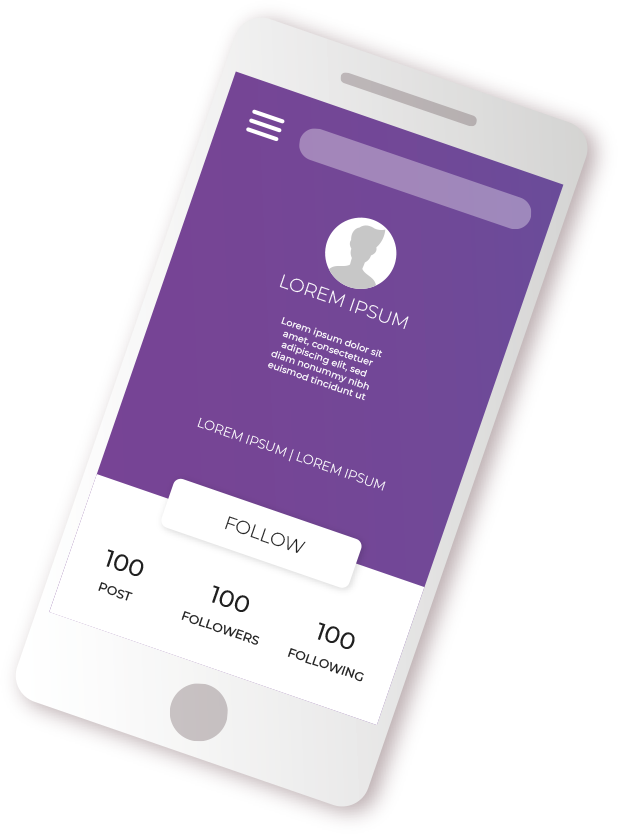 LOREM IPSUM
Lorem ipsum dolor sit
amet, consectetuer
adipiscing elit, sed
diam nonummy nibh
euismod tincidunt ut
LOREM IPSUM | LOREM IPSUM
FOLLOW
100
POST
100
FOLLOWERS
100
FOLLOWING